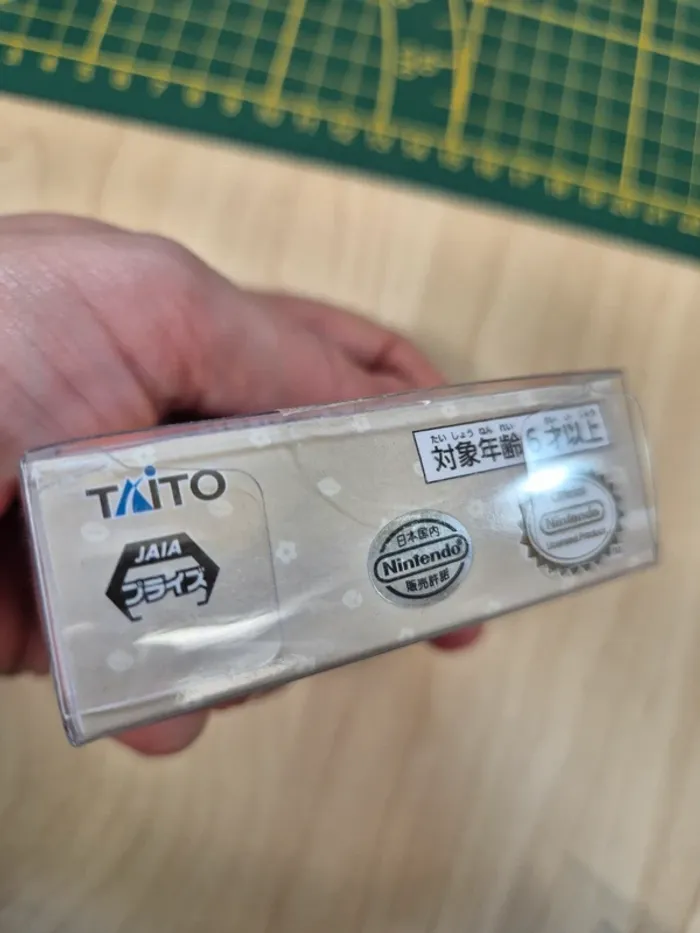 TAITO
JAIA
プライズ
日本国内
Nintendo
販売許諾
たい しょう ねん れい
対象年齢 6才以上
Nintendo